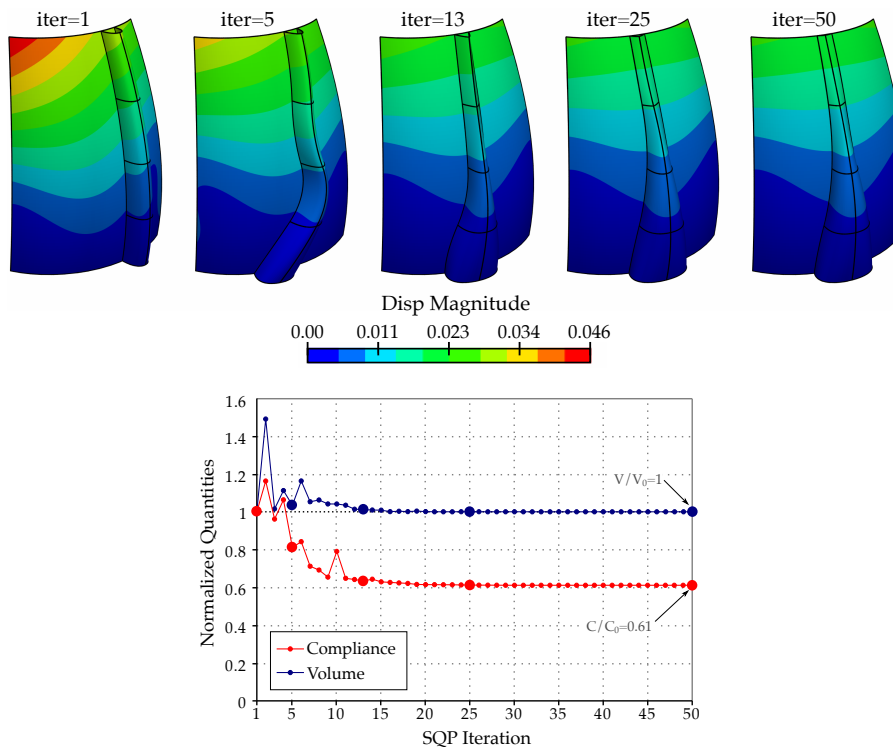 iter=1 iter=5 iter=13 iter=25 iter=50
Disp Magnitude
0.00 0.011 0.023 0.034 0.046
1.6
1.4
1.2
1
0.8
0.6
0.4
0.2
0
Normalized Quantities
V/V₀=1
C/C₀=0.61
Compliance
Volume
1 5 10 15 20 25 30 35 40 45 50
SQP Iteration